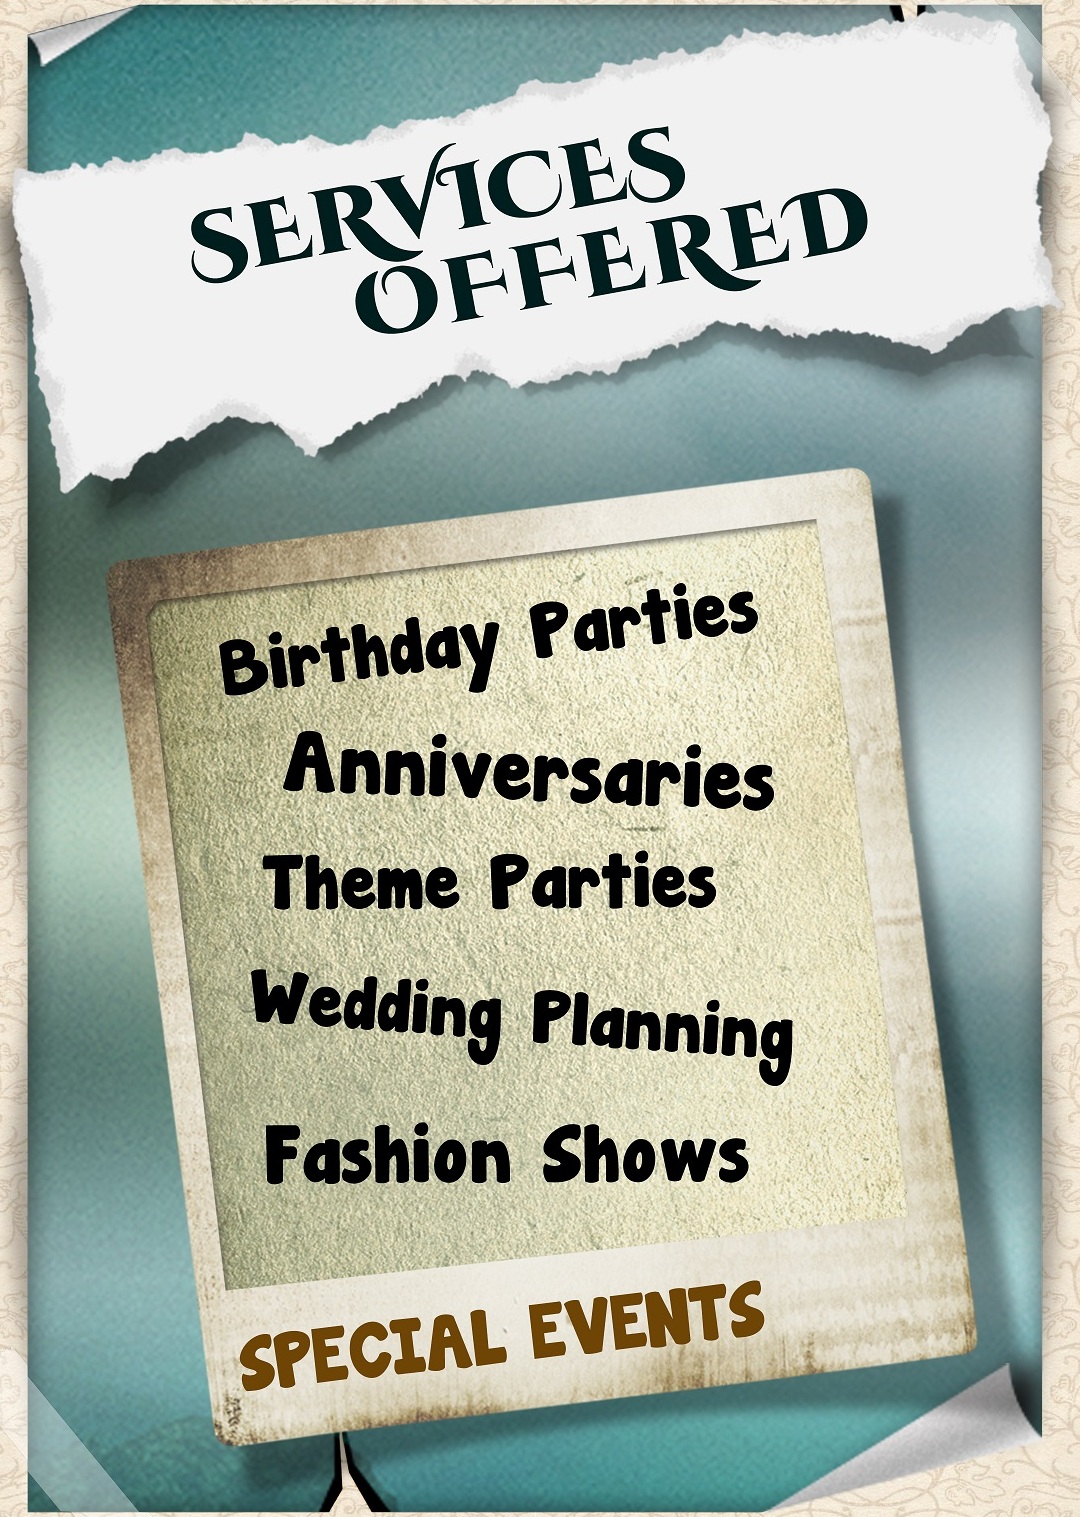 SERVICES
OFFERED
Birthday Parties
Anniversaries
Theme Parties
Wedding Planning
Fashion Shows
SPECIAL EVENTS